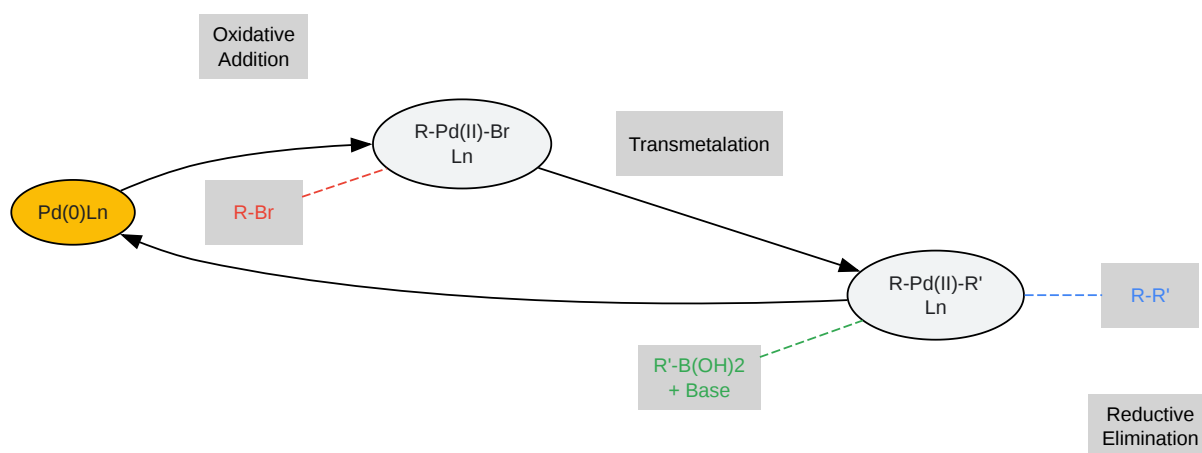 Oxidative
Addition
R-Pd(II)-Br
Ln
Transmetalation
Pd(0)Ln
R-Br
R-Pd(II)-R'
Ln
R-R'
R'-B(OH)2
+ Base
Reductive
Elimination